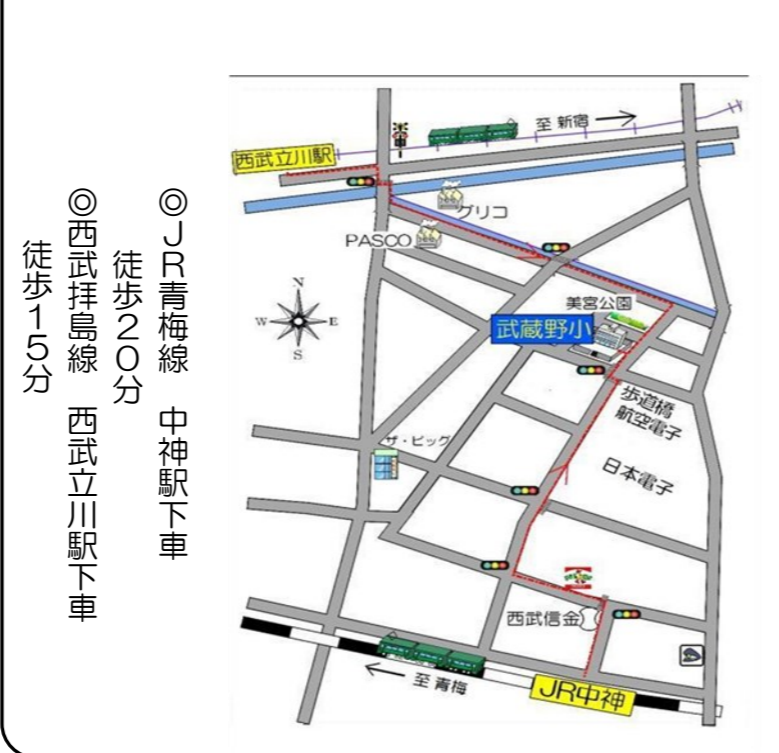 ◎JR青梅線　中神駅下車
徒歩20分
◎西武拝島線　西武立川駅下車
徒歩15分
至 新宿
西武立川駅
グリコ
PASCO
N
W
E
S
美宮公園
武蔵野小
歩道橋
航空電子
ザ・ビッグ
日本電子
西武信金
至 青梅
JR中神